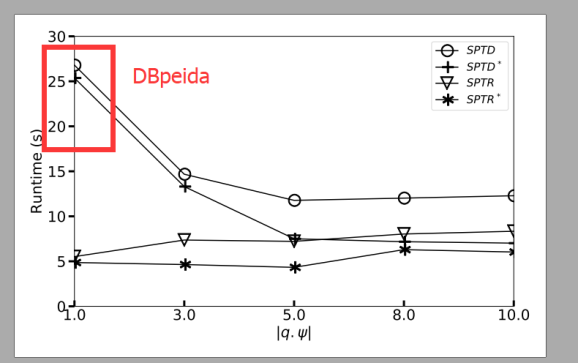 30
25
20
15
10
5
0
Runtime (s)
DBpeida
SPTD
SPTD*
SPTR
SPTR*
1.0 3.0 5.0 8.0 10.0
|q.ψ|